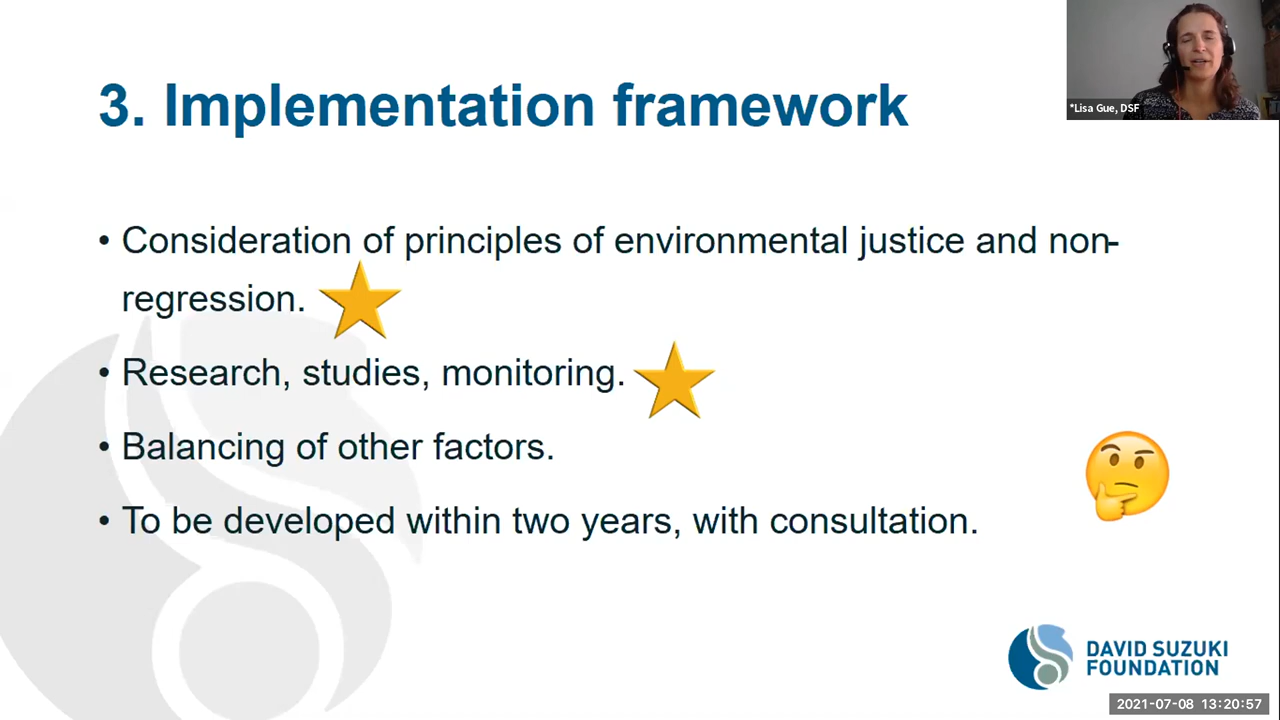 3. Implementation framework
*Lisa Gue, DSF
• Consideration of principles of environmental justice and non-
regression.
• Research, studies, monitoring.
• Balancing of other factors.
• To be developed within two years, with consultation.
DAVID SUZUKI
FOUNDATION
2021-07-08 13:20:57